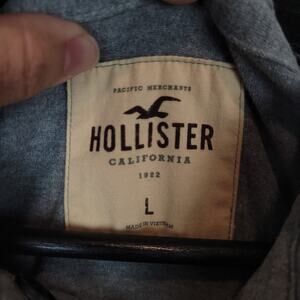 PACIFIC MERCHANTS
HOLLISTER
CALIFORNIA
1922
L
MADE IN VIETNAM